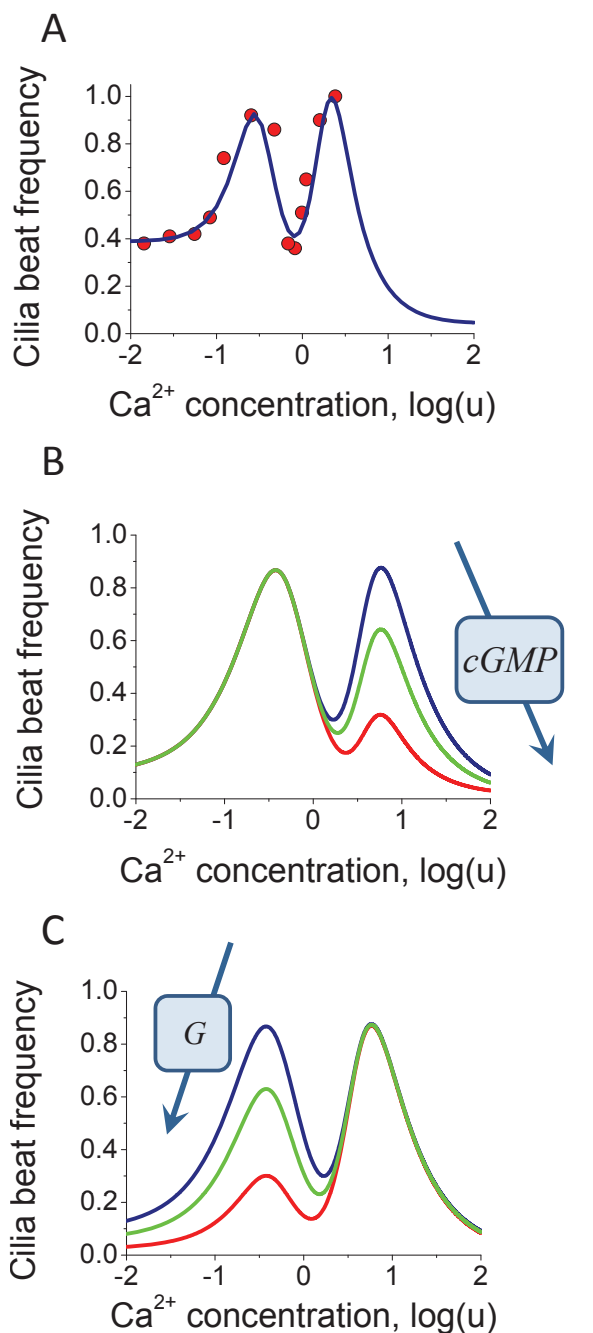 A
Cilia beat frequency
1.0
0.8
0.6
0.4
0.2
0.0
-2 -1 0 1 2
Ca²⁺ concentration, log(u)
B
Cilia beat frequency
1.0
0.8
0.6
0.4
0.2
0.0
-2 -1 0 1 2
cGMP
Ca²⁺ concentration, log(u)
C
Cilia beat frequency
1.0
0.8
0.6
0.4
0.2
0.0
-2 -1 0 1 2
G
Ca²⁺ concentration, log(u)